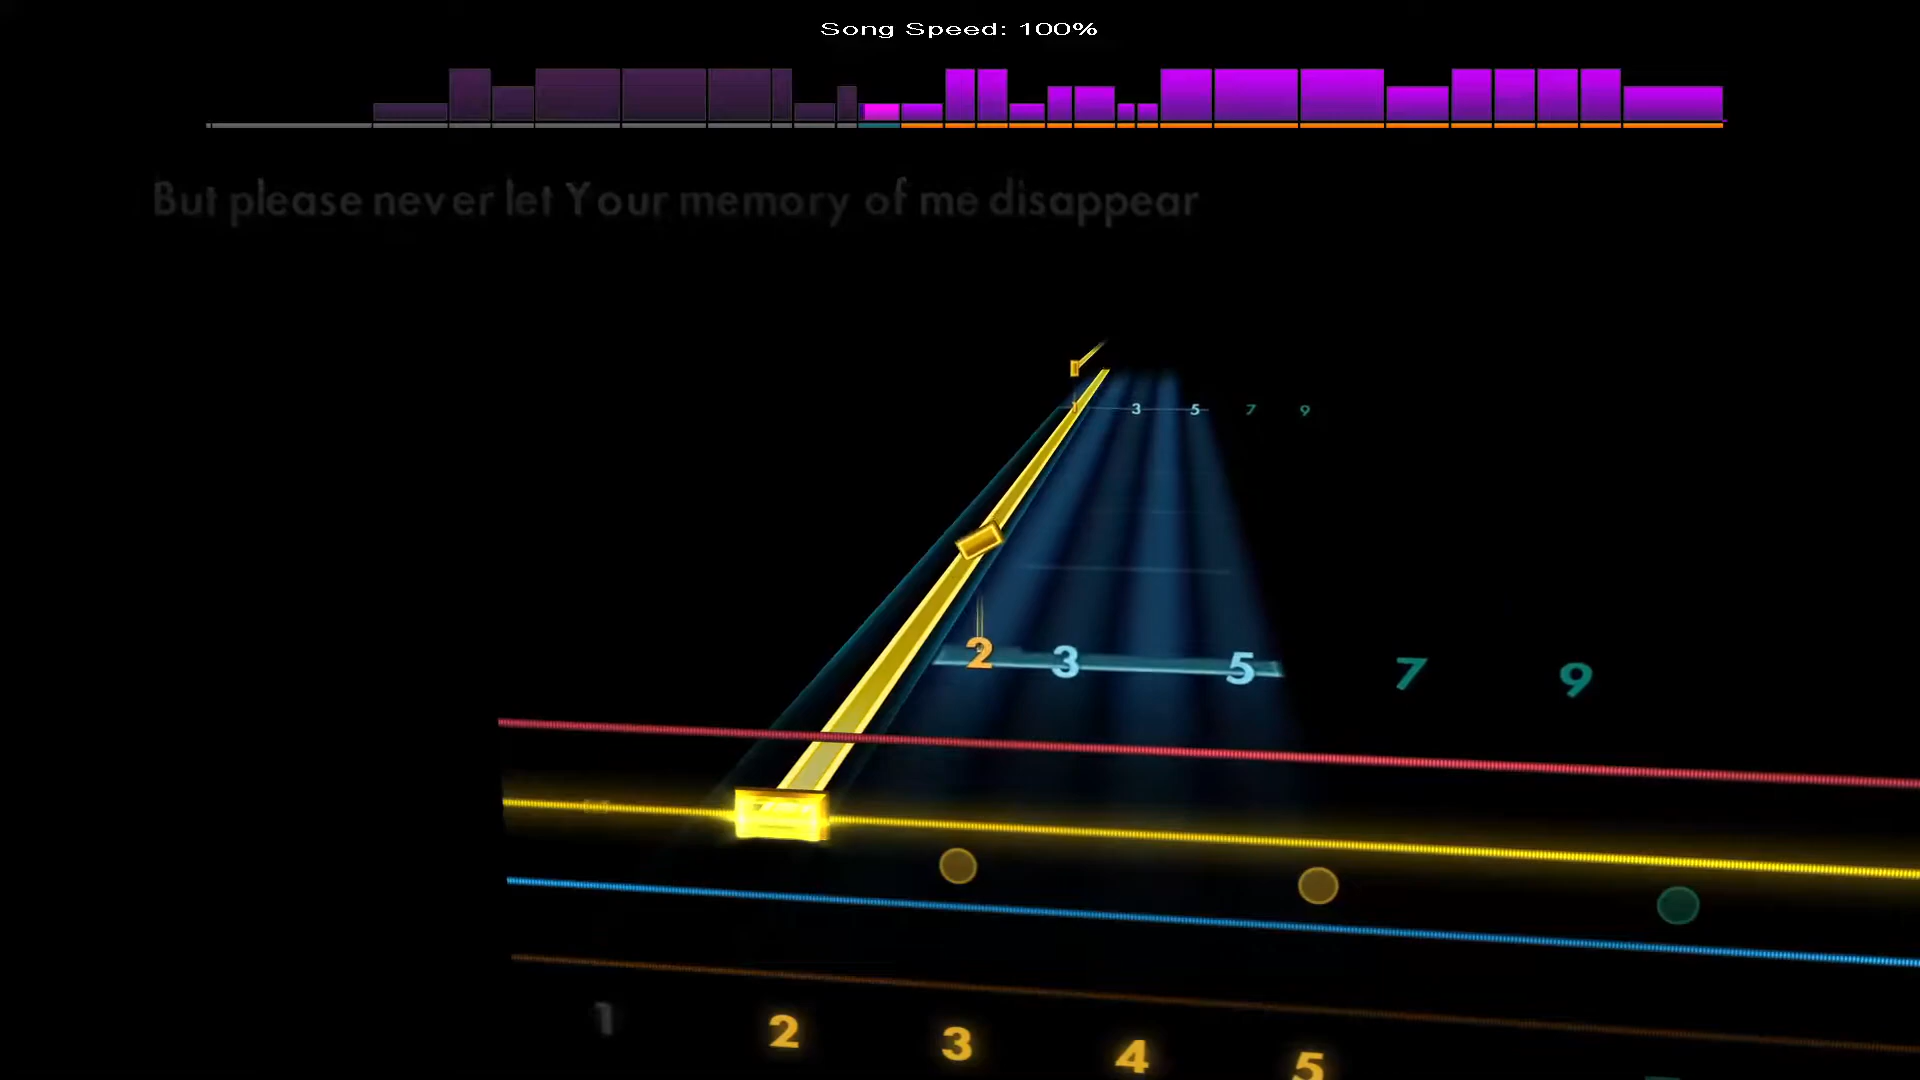 Song Speed: 100%
But please never let Your memory of me disappear
1 3 5 7 9
2 3 5 7 9
1 2 3 4 5